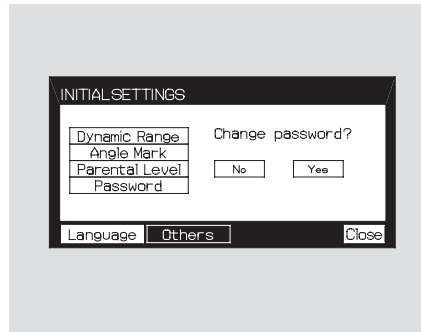 INITIALSETTINGS
Dynamic Range
Angle Mark
Parental Level
Password
Change password?
No Yes
Language Others Close